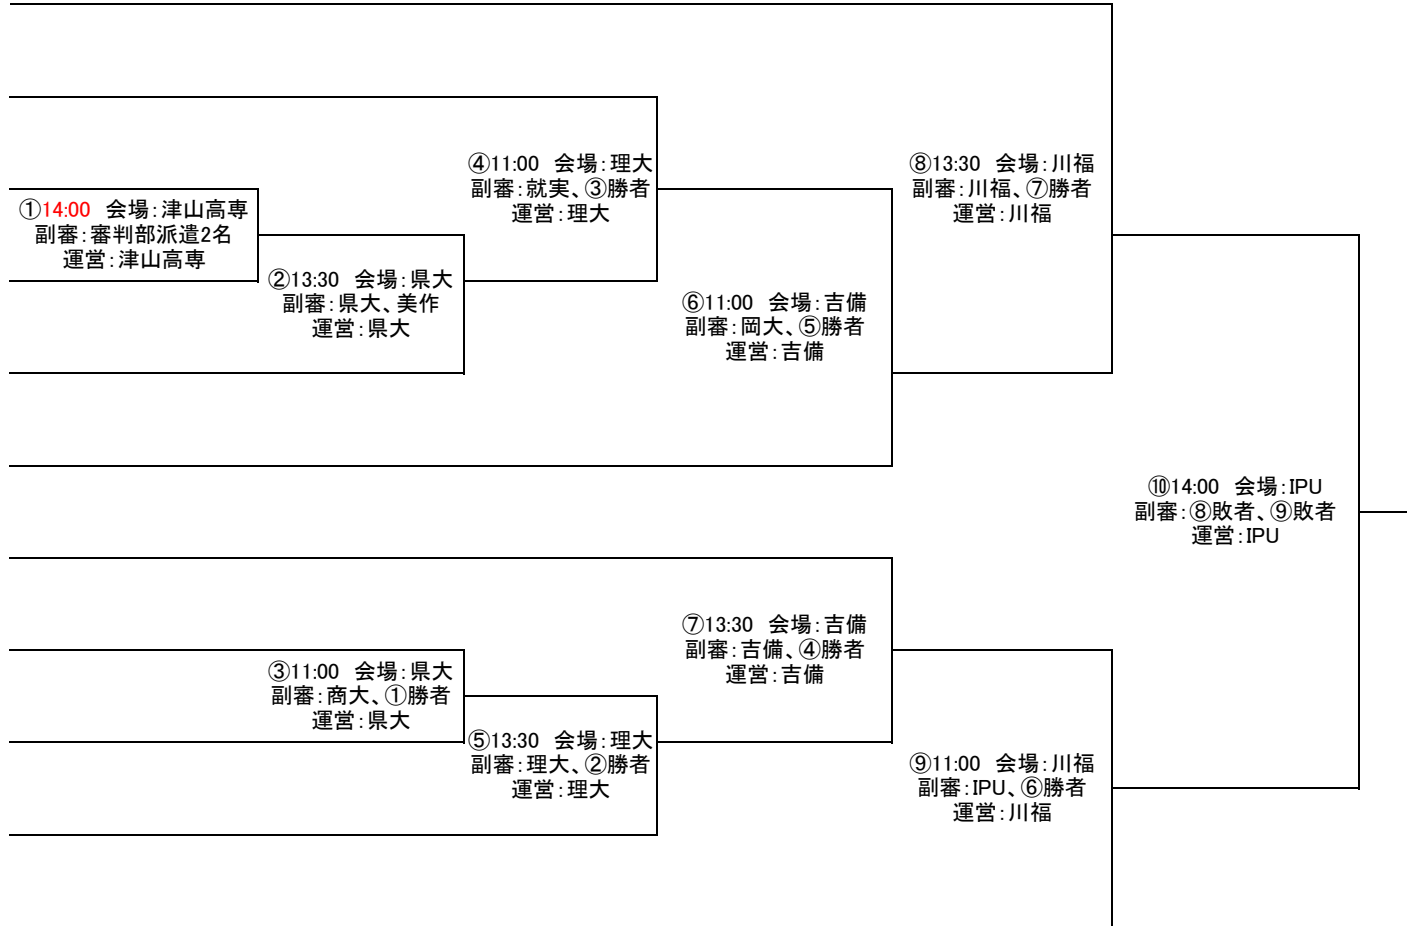 ④11:00 会場:理大
副審:就実、③勝者
運営:理大
⑧13:30 会場:川福
副審:川福、⑦勝者
運営:川福
①14:00 会場:津山高専
副審:審判部派遣2名
運営:津山高専
②13:30 会場:県大
副審:県大、美作
運営:県大
⑥11:00 会場:吉備
副審:岡大、⑤勝者
運営:吉備
⑩14:00 会場:IPU
副審:⑧敗者、⑨敗者
運営:IPU
⑦13:30 会場:吉備
副審:吉備、④勝者
運営:吉備
③11:00 会場:県大
副審:商大、①勝者
運営:県大
⑤13:30 会場:理大
副審:理大、②勝者
運営:理大
⑨11:00 会場:川福
副審:IPU、⑥勝者
運営:川福